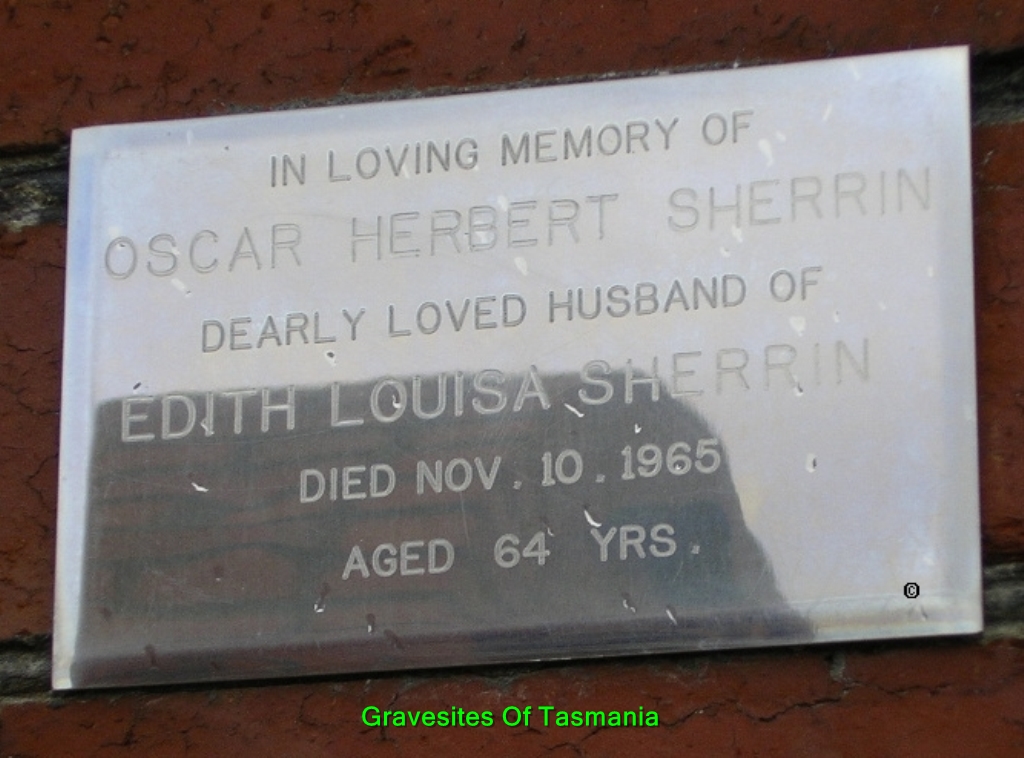 IN LOVING MEMORY OF
OSCAR HERBERT SHERRIN
DEARLY LOVED HUSBAND OF
EDITH LOUISA SHERRIN
DIED NOV. 10. 1965
AGED 64 YRS.
©
Gravesites Of Tasmania